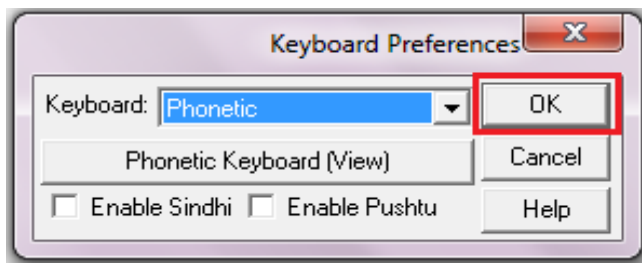 Keyboard Preferences
Keyboard: Phonetic OK
Phonetic Keyboard (View) Cancel
Enable Sindhi Enable Pushtu Help